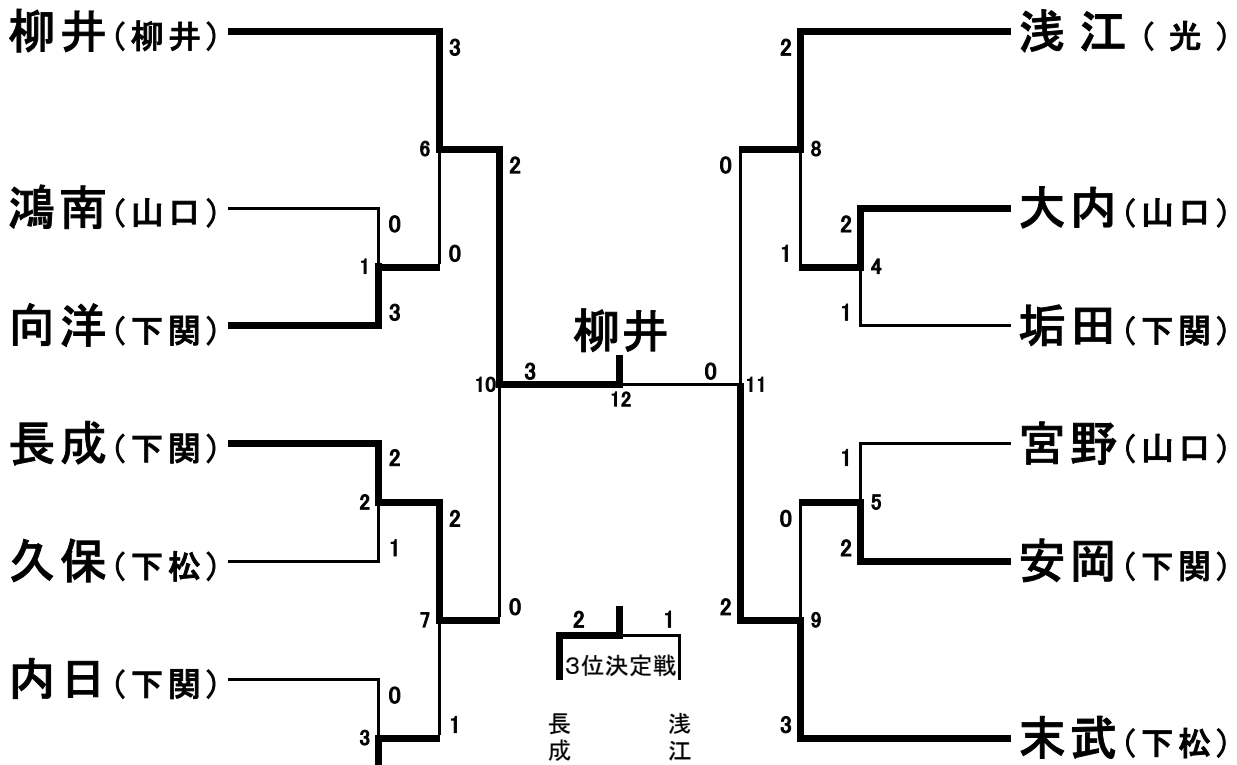 柳井(柳井)
3
6
2
鴻南(山口)
0
1
0
向洋(下関)
3
長成(下関)
2
2
2
久保(下松)
1
7
0
内日(下関)
0
3
1
柳井
10
3
0
11
12
2
1
3位決定戦
長成
浅江
2
浅江(光)
0
8
2
大内(山口)
1
4
1
垢田(下関)
1
宮野(山口)
0
5
2
安岡(下関)
2
9
3
末武(下松)